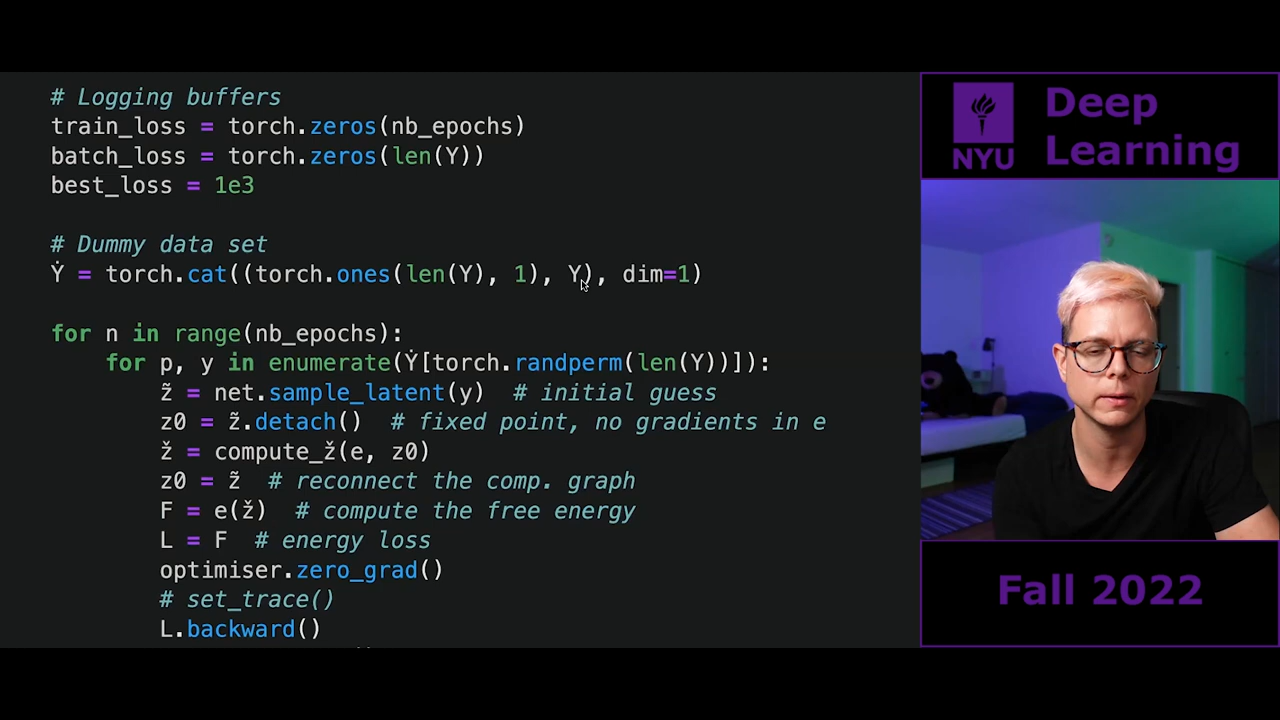 # Logging buffers
train_loss = torch.zeros(nb_epochs)
batch_loss = torch.zeros(len(Y))
best_loss = 1e3
# Dummy data set
Ẏ = torch.cat((torch.ones(len(Y), 1), Y), dim=1)
for n in range(nb_epochs):
for p, y in enumerate(Ẏ[torch.randperm(len(Y))]):
z̃ = net.sample_latent(y)  # initial guess
z0 = z̃.detach()  # fixed point, no gradients in e
ž = compute_ž(e, z0)
z0 = z̃  # reconnect the comp. graph
F = e(ž)  # compute the free energy
L = F  # energy loss
optimiser.zero_grad()
# set_trace()
L.backward()
NYU
Deep
Learning
Fall 2022